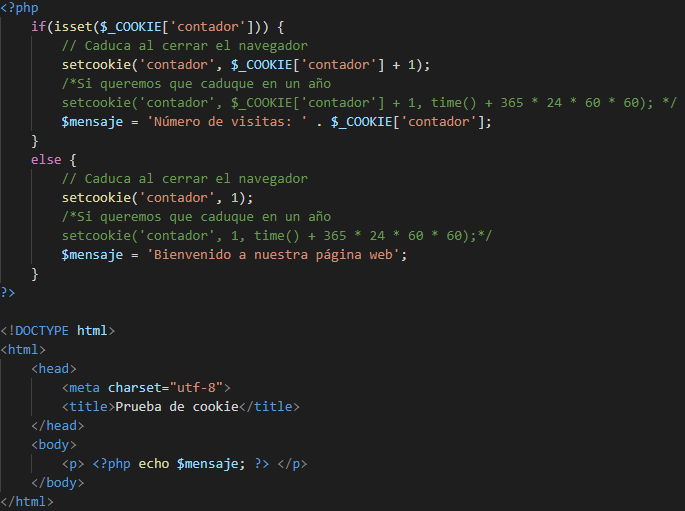 <?php
    if(isset($_COOKIE['contador'])) {
        // Caduca al cerrar el navegador
        setcookie('contador', $_COOKIE['contador'] + 1);
        /*Si queremos que caduque en un año
        setcookie('contador', $_COOKIE['contador'] + 1, time() + 365 * 24 * 60 * 60); */
        $mensaje = 'Número de visitas: ' . $_COOKIE['contador'];
    }
    else {
        // Caduca al cerrar el navegador
        setcookie('contador', 1);
        /*Si queremos que caduque en un año
        setcookie('contador', 1, time() + 365 * 24 * 60 * 60);*/
        $mensaje = 'Bienvenido a nuestra página web';
    }
?>

<!DOCTYPE html>
<html>
    <head>
        <meta charset="utf-8">
        <title>Prueba de cookie</title>
    </head>
    <body>
        <p> <?php echo $mensaje; ?> </p>
    </body>
</html>